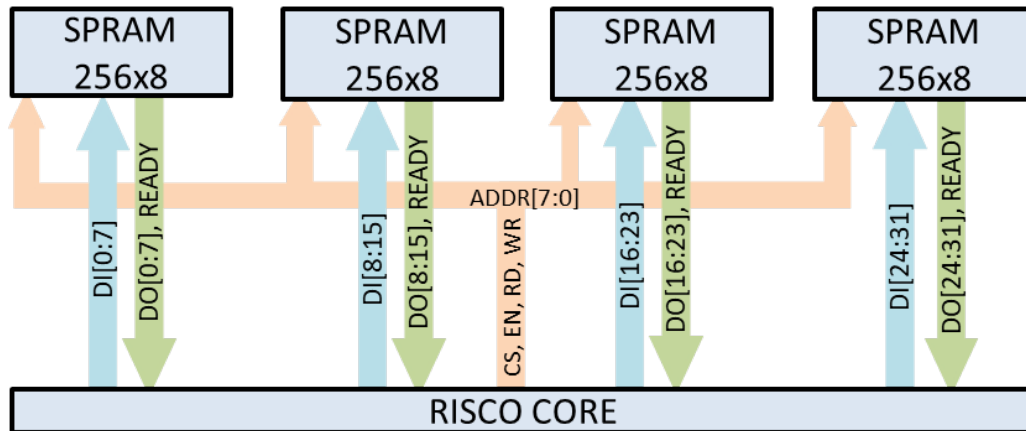 SPRAM
256x8
SPRAM
256x8
SPRAM
256x8
SPRAM
256x8
DI[0:7]
DO[0:7], READY
DI[8:15]
DO[8:15], READY
ADDR[7:0]
CS, EN, RD, WR
DI[16:23]
DO[16:23], READY
DI[24:31]
DO[24:31], READY
RISCO CORE